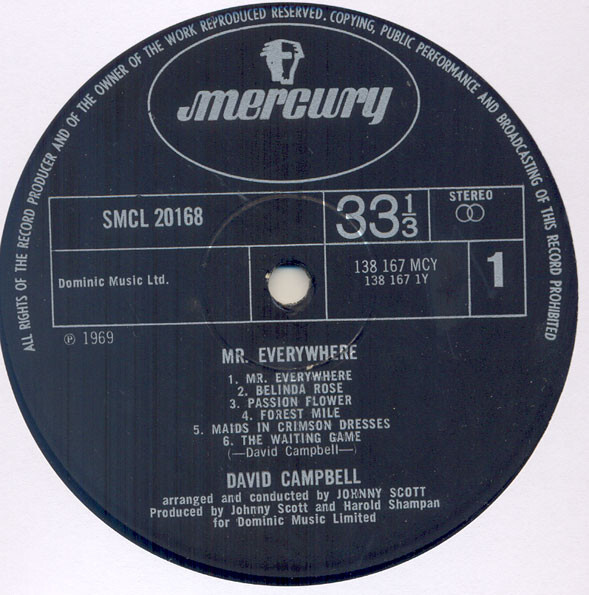 ALL RIGHTS OF THE RECORD PRODUCER AND OF THE OWNER OF THE WORK REPRODUCED RESERVED. COPYING, PUBLIC PERFORMANCE AND BROADCASTING OF THIS RECORD PROHIBITED
mercury
SMCL 20168
33 1/3
STEREO
Dominic Music Ltd.
138 167 MCY
138 167 1Y
1
℗ 1969
MR. EVERYWHERE
1. MR. EVERYWHERE
2. BELINDA ROSE
3. PASSION FLOWER
4. FOREST MILE
5. MAIDS IN CRIMSON DRESSES
6. THE WAITING GAME
(—David Campbell—)
DAVID CAMPBELL
arranged and conducted by JOHNNY SCOTT
Produced by Johnny Scott and Harold Shampan
for Dominic Music Limited